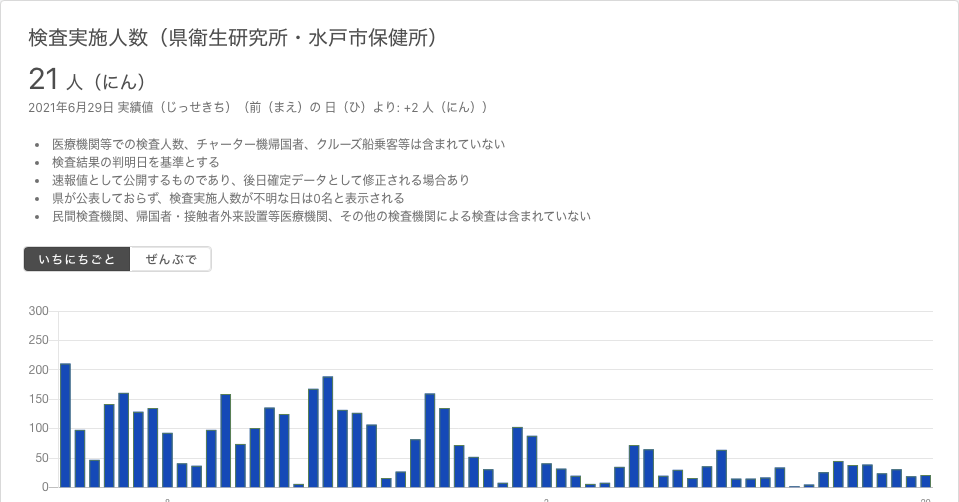 検査実施人数（県衛生研究所・水戸市保健所）
21 人（にん）
2021年6月29日 実績値（じっせきち）（前（まえ）の 日（ひ）より: +2 人（にん））
• 医療機関等での検査人数、チャーター機帰国者、クルーズ船乗客等は含まれていない
• 検査結果の判明日を基準とする
• 速報値として公開するものであり、後日確定データとして修正される場合あり
• 県が公表しておらず、検査実施人数が不明な日は0名と表示される
• 民間検査機関、帰国者・接触者外来設置等医療機関、その他の検査機関による検査は含まれていない
いちにちごと ぜんぶで
300
250
200
150
100
50
0